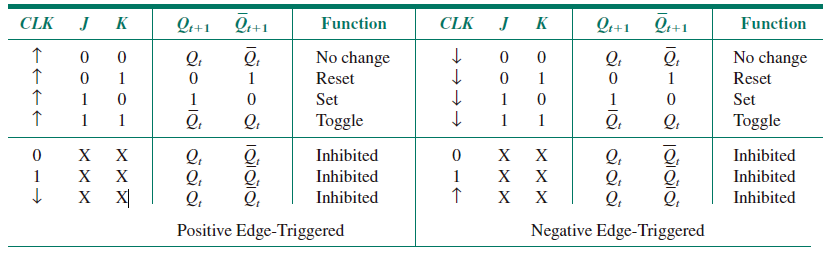 CLK J K Q̅t+1 Q̅t+1 Function CLK J K Qt+1 Q̅t+1 Function
↑ 0 0 Qt Q̅t No change ↓ 0 0 Qt Q̅t No change
↑ 0 1 0 1 Reset ↓ 0 1 0 1 Reset
↑ 1 0 1 0 Set ↓ 1 0 1 0 Set
↑ 1 1 Q̅t Qt Toggle ↓ 1 1 Q̅t Qt Toggle
0 X X Qt Q̅t Inhibited 0 X X Qt Q̅t Inhibited
1 X X Qt Q̅t Inhibited 1 X X Qt Q̅t Inhibited
↓ X X Qt Q̅t Inhibited ↑ X X Qt Q̅t Inhibited
Positive Edge-Triggered Negative Edge-Triggered